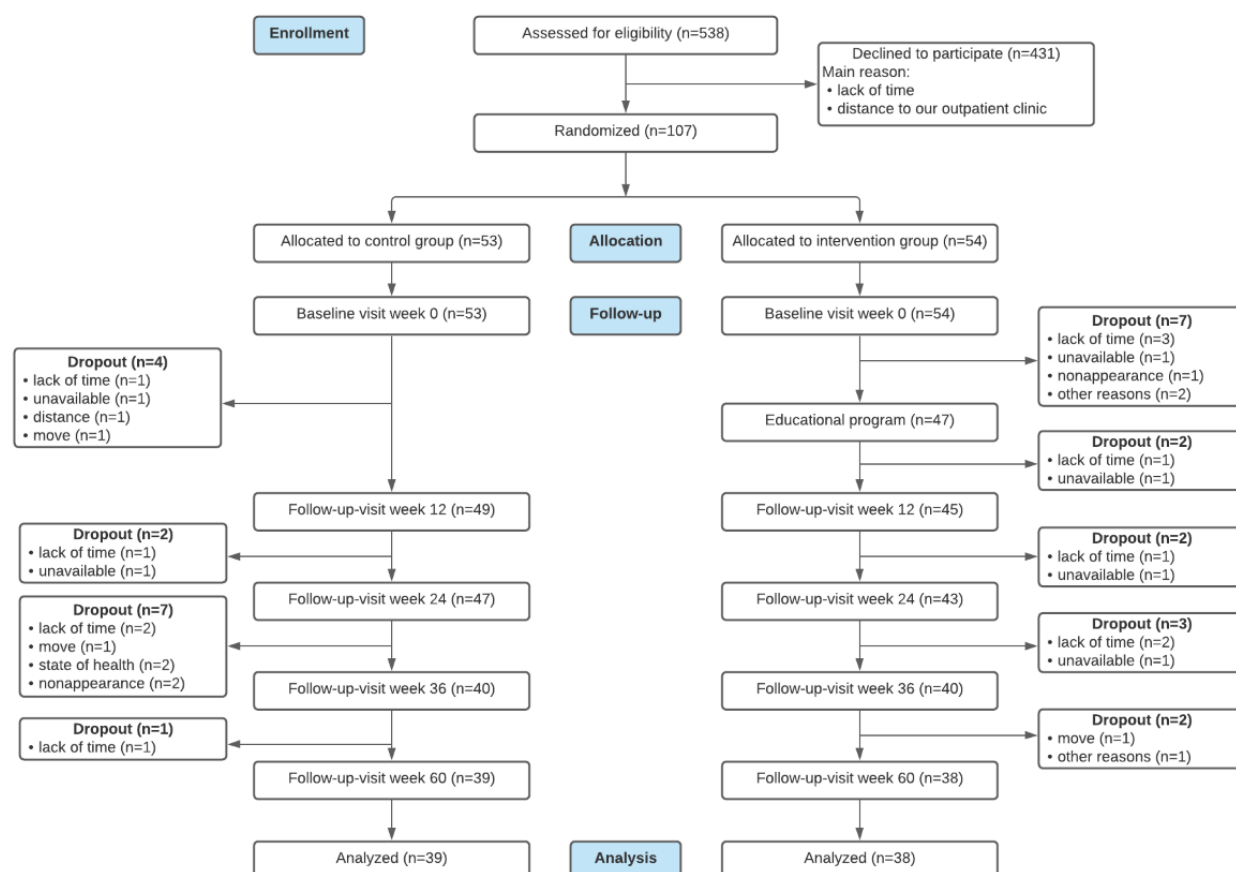 Enrollment
Assessed for eligibility (n=538)
Declined to participate (n=431)
Main reason:
• lack of time
• distance to our outpatient clinic
Randomized (n=107)
Allocated to control group (n=53)
Allocation
Allocated to intervention group (n=54)
Baseline visit week 0 (n=53)
Follow-up
Baseline visit week 0 (n=54)
Dropout (n=7)
• lack of time (n=3)
• unavailable (n=1)
• nonappearance (n=1)
• other reasons (n=2)
Dropout (n=4)
• lack of time (n=1)
• unavailable (n=1)
• distance (n=1)
• move (n=1)
Educational program (n=47)
Dropout (n=2)
• lack of time (n=1)
• unavailable (n=1)
Follow-up-visit week 12 (n=49)
Follow-up-visit week 12 (n=45)
Dropout (n=2)
• lack of time (n=1)
• unavailable (n=1)
Dropout (n=2)
• lack of time (n=1)
• unavailable (n=1)
Follow-up-visit week 24 (n=47)
Follow-up-visit week 24 (n=43)
Dropout (n=7)
• lack of time (n=2)
• move (n=1)
• state of health (n=2)
• nonappearance (n=2)
Dropout (n=3)
• lack of time (n=2)
• unavailable (n=1)
Follow-up-visit week 36 (n=40)
Follow-up-visit week 36 (n=40)
Dropout (n=1)
• lack of time (n=1)
Dropout (n=2)
• move (n=1)
• other reasons (n=1)
Follow-up-visit week 60 (n=39)
Follow-up-visit week 60 (n=38)
Analyzed (n=39)
Analysis
Analyzed (n=38)